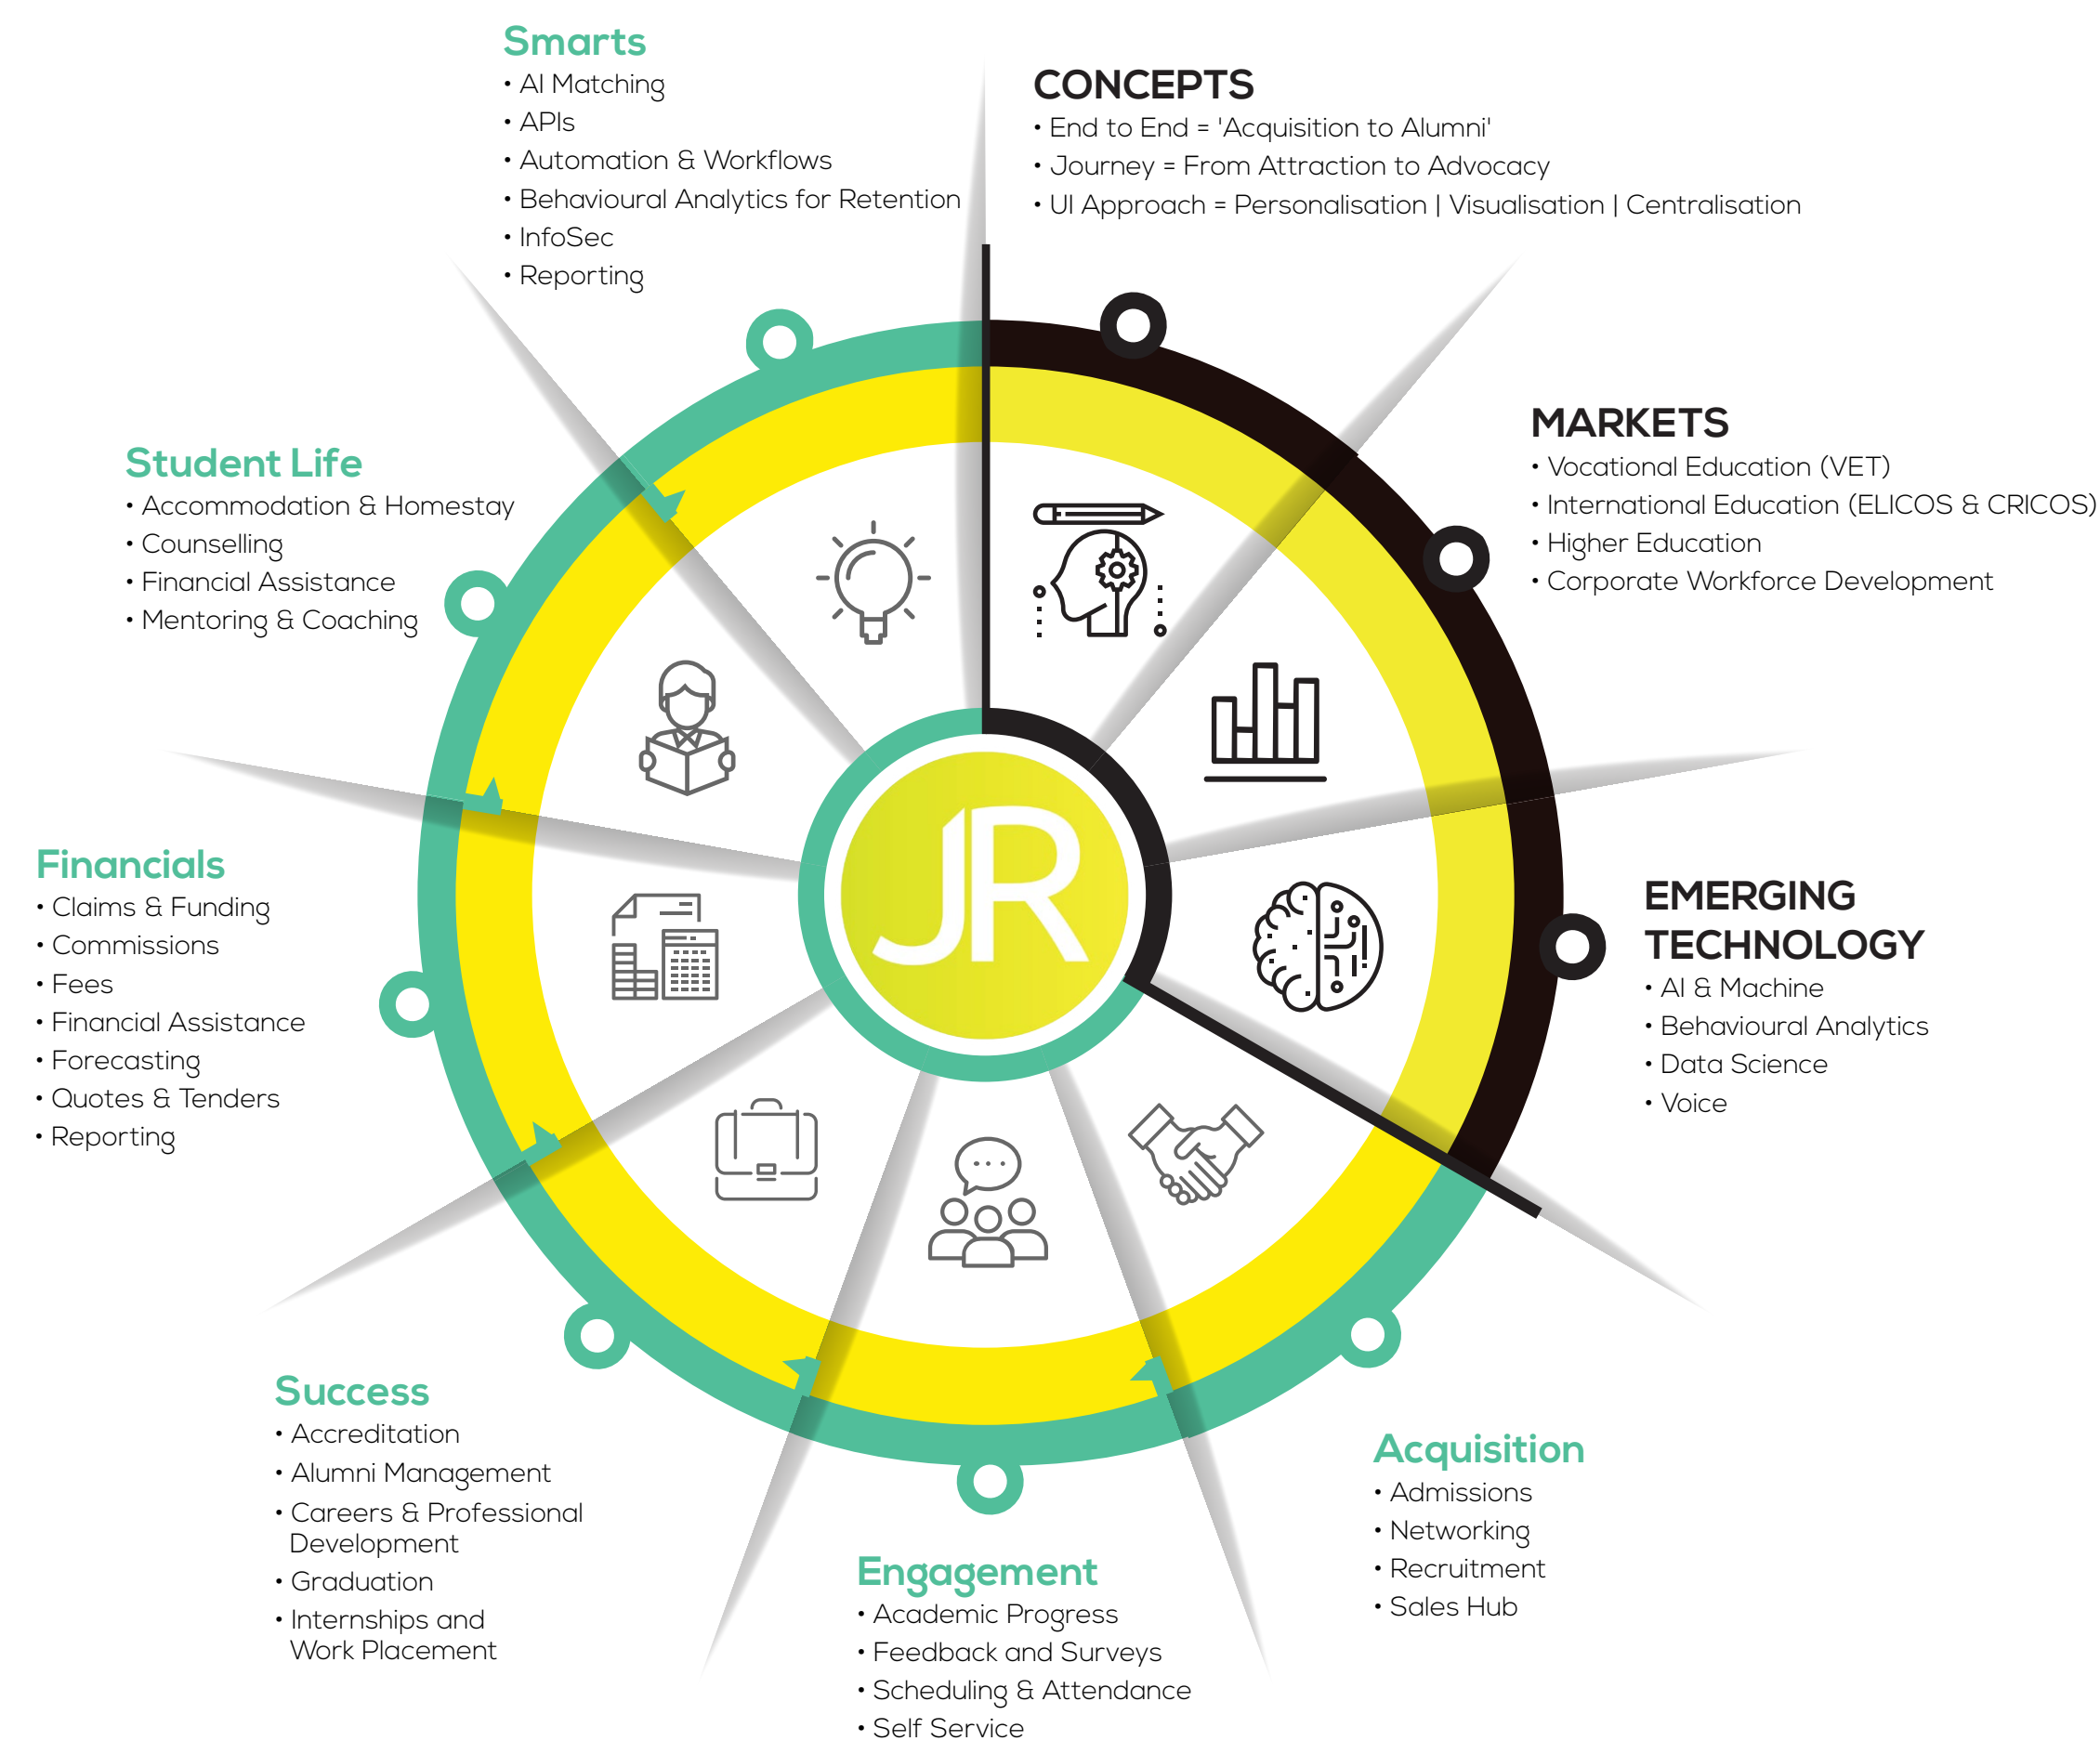 Smarts
• AI Matching
• APIs
• Automation & Workflows
• Behavioural Analytics for Retention
• InfoSec
• Reporting
CONCEPTS
• End to End = 'Acquisition to Alumni'
• Journey = From Attraction to Advocacy
• UI Approach = Personalisation | Visualisation | Centralisation
MARKETS
• Vocational Education (VET)
• International Education (ELICOS & CRICOS)
• Higher Education
• Corporate Workforce Development
EMERGING
TECHNOLOGY
• AI & Machine
• Behavioural Analytics
• Data Science
• Voice
Acquisition
• Admissions
• Networking
• Recruitment
• Sales Hub
Engagement
• Academic Progress
• Feedback and Surveys
• Scheduling & Attendance
• Self Service
Success
• Accreditation
• Alumni Management
• Careers & Professional
Development
• Graduation
• Internships and
Work Placement
Financials
• Claims & Funding
• Commissions
• Fees
• Financial Assistance
• Forecasting
• Quotes & Tenders
• Reporting
Student Life
• Accommodation & Homestay
• Counselling
• Financial Assistance
• Mentoring & Coaching
JR